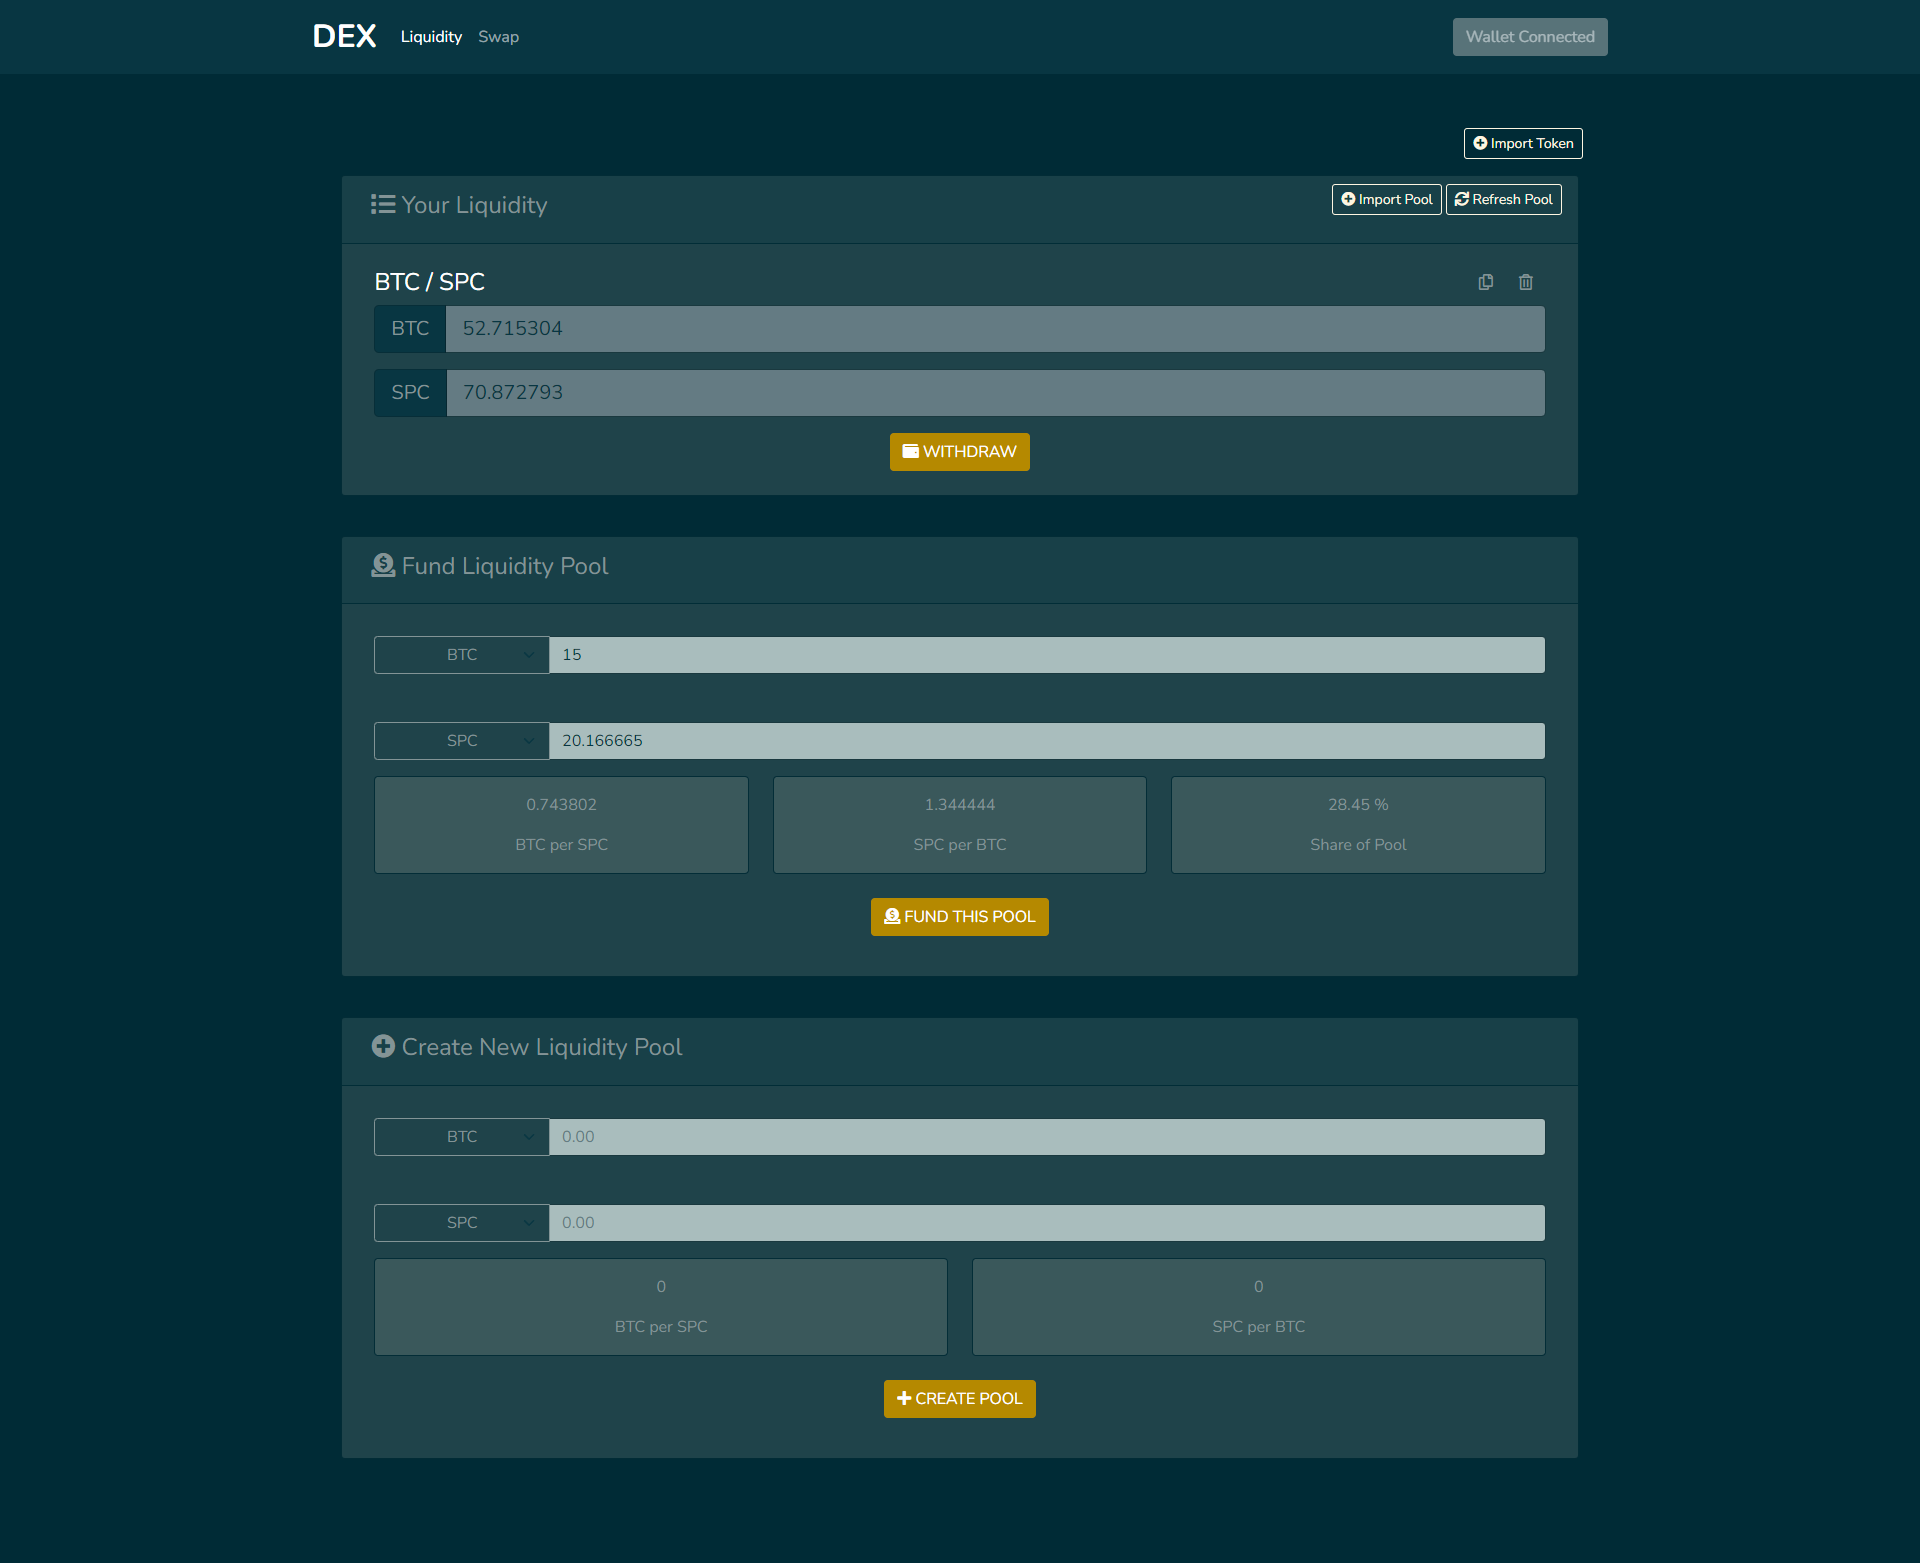 DEX Liquidity Swap Wallet Connected
Import Token
Your Liquidity Import Pool Refresh Pool
BTC / SPC
BTC 52.715304
SPC 70.872793
WITHDRAW
Fund Liquidity Pool
BTC 15
SPC 20.166665
0.743802 1.344444 28.45 %
BTC per SPC SPC per BTC Share of Pool
FUND THIS POOL
Create New Liquidity Pool
BTC 0.00
SPC 0.00
0 0
BTC per SPC SPC per BTC
CREATE POOL